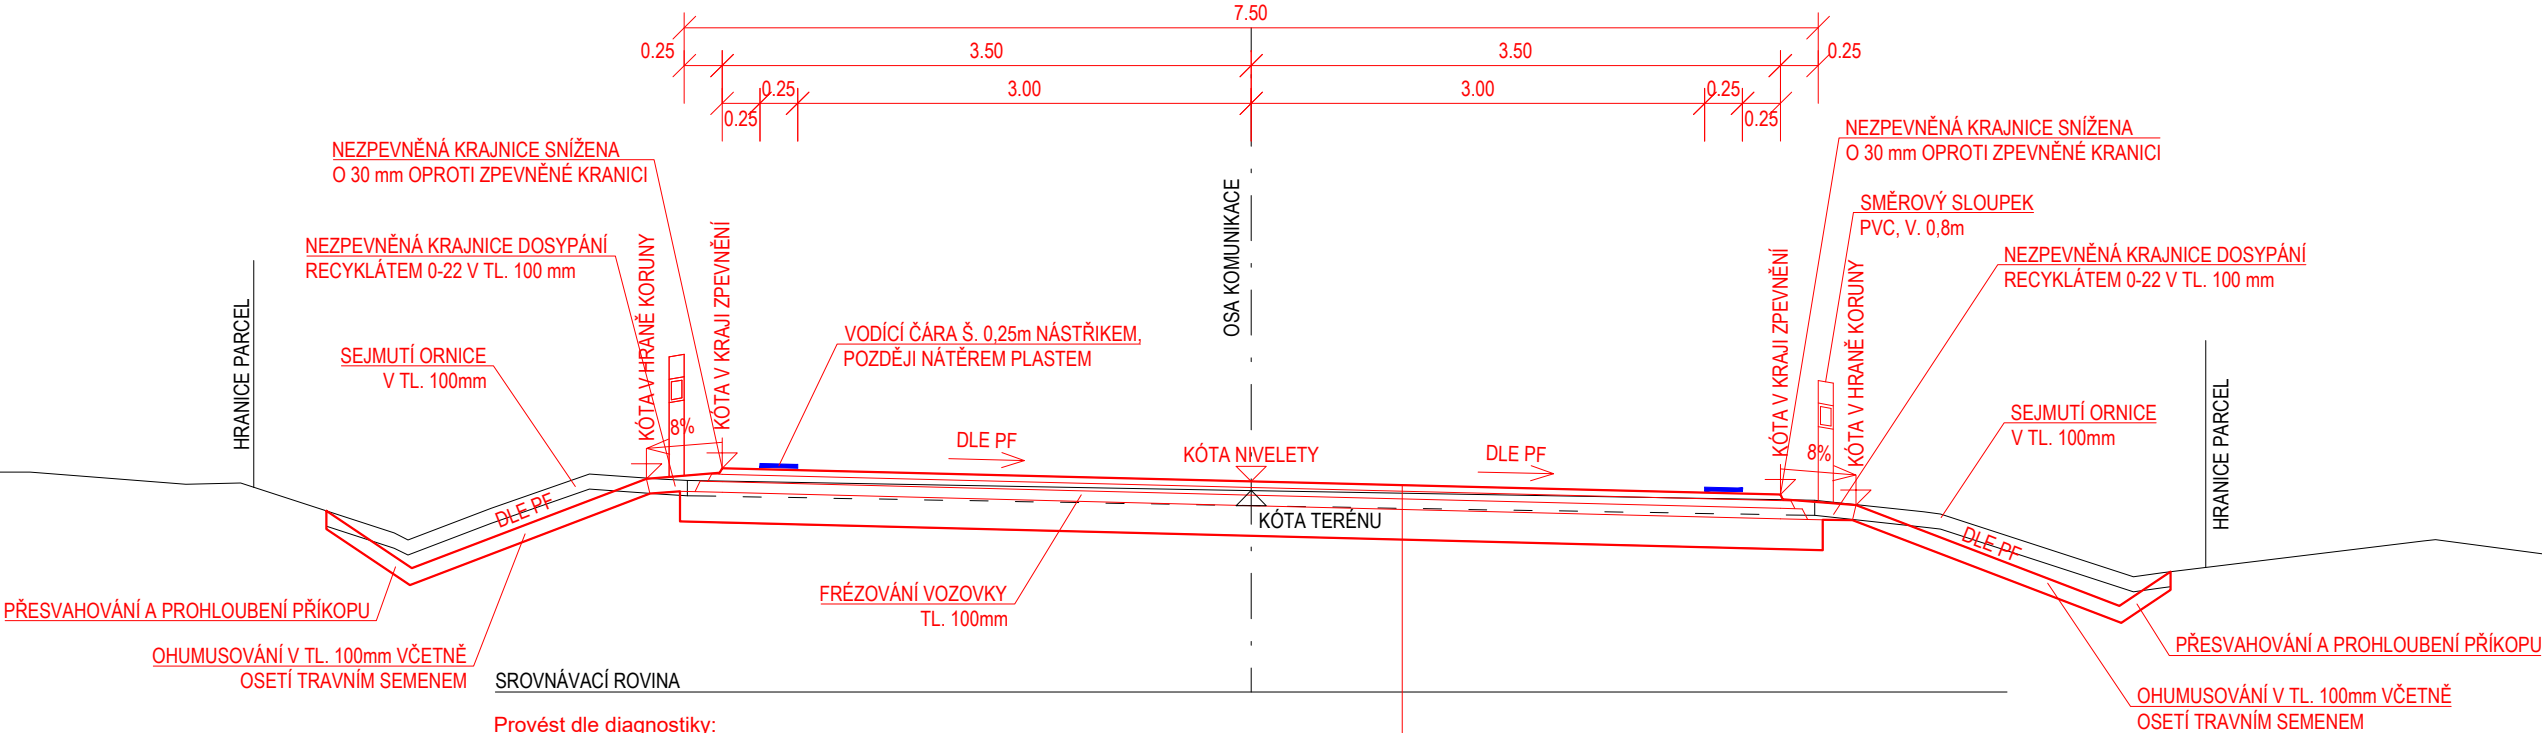 7.50
0.25
3.50
3.50
0.25
0.25
3.00
3.00
0.25
0.25
0.25
NEZPEVNĚNÁ KRAJNICE SNÍŽENA
O 30 mm OPROTI ZPEVNĚNÉ KRANICI
NEZPEVNĚNÁ KRAJNICE SNÍŽENA
O 30 mm OPROTI ZPEVNĚNÉ KRANICI
SMĚROVÝ SLOUPEK
PVC, V. 0,8m
NEZPEVNĚNÁ KRAJNICE DOSYPÁNÍ
RECYKLÁTEM 0-22 V TL. 100 mm
NEZPEVNĚNÁ KRAJNICE DOSYPÁNÍ
RECYKLÁTEM 0-22 V TL. 100 mm
HRANICE PARCEL
SEJMUTÍ ORNICE
V TL. 100mm
KÓTA V HRANĚ KORUNY
KÓTA V KRAJI ZPEVNĚNÍ
VODÍCÍ ČÁRA Š. 0,25m NÁSTŘIKEM,
POZDĚJI NÁTĚREM PLASTEM
OSA KOMUNIKACE
KÓTA V KRAJI ZPEVNĚNÍ
KÓTA V HRANĚ KORUNY
SEJMUTÍ ORNICE
V TL. 100mm
HRANICE PARCEL
8%
DLE PF
KÓTA NIVELETY
DLE PF
8%
DLE PF
KÓTA TERÉNU
DLE PF
PŘESVAHOVÁNÍ A PROHLOUBENÍ PŘÍKOPU
FRÉZOVÁNÍ VOZOVKY
TL. 100mm
PŘESVAHOVÁNÍ A PROHLOUBENÍ PŘÍKOPU
OHUMUSOVÁNÍ V TL. 100mm VČETNĚ
OSETÍ TRAVNÍM SEMENEM
SROVNÁVACÍ ROVINA
OHUMUSOVÁNÍ V TL. 100mm VČETNĚ
OSETÍ TRAVNÍM SEMENEM
Provést dle diagnostiky: